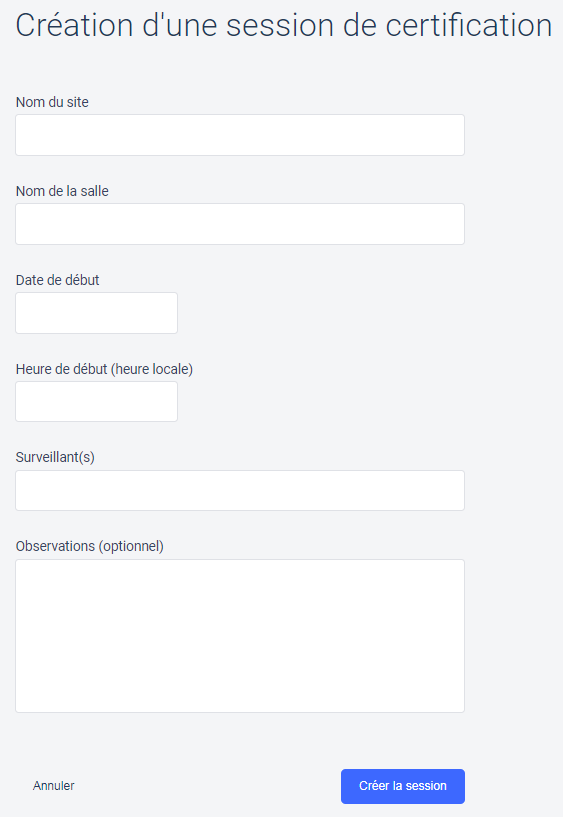 Création d'une session de certification
Nom du site
Nom de la salle
Date de début
Heure de début (heure locale)
Surveillant(s)
Observations (optionnel)
Annuler
Créer la session